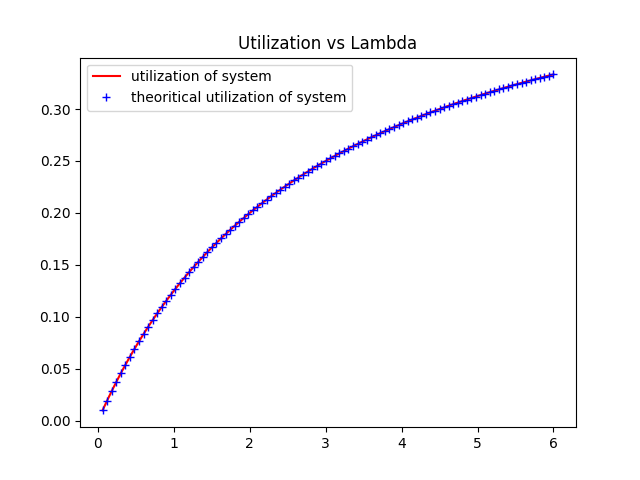 Utilization vs Lambda
utilization of system
theoritical utilization of system
0.30
0.25
0.20
0.15
0.10
0.05
0.00
0 1 2 3 4 5 6